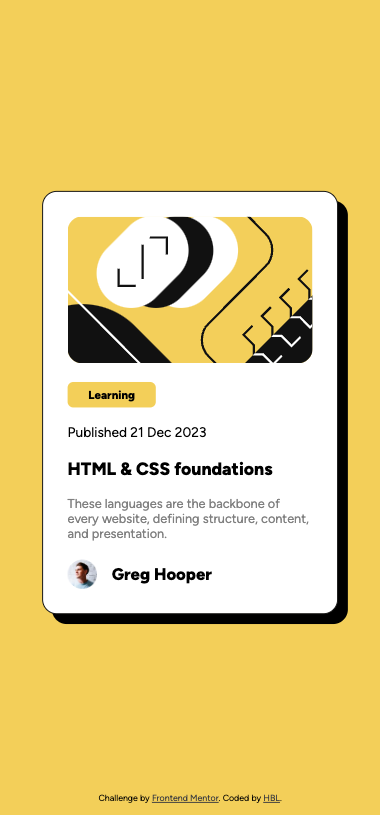 Learning
Published 21 Dec 2023
HTML & CSS foundations
These languages are the backbone of
every website, defining structure, content,
and presentation.
Greg Hooper
Challenge by Frontend Mentor. Coded by HBL.